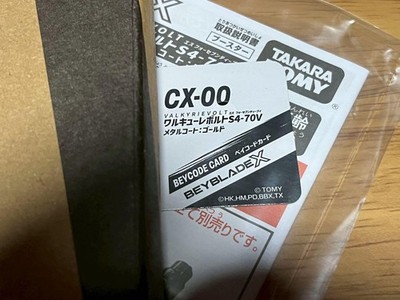 取扱説明書
ブースター
TAKARA
TOMY
CX-00
VALKYRIEVOLT
ワルキューレボルトS4-70V
メタルコート:ゴールド
BEYCODE CARD ベイコードカード
BEYBLADE X
©TOMY
©HK,HM,PD,BBX,TX
て別売りです。